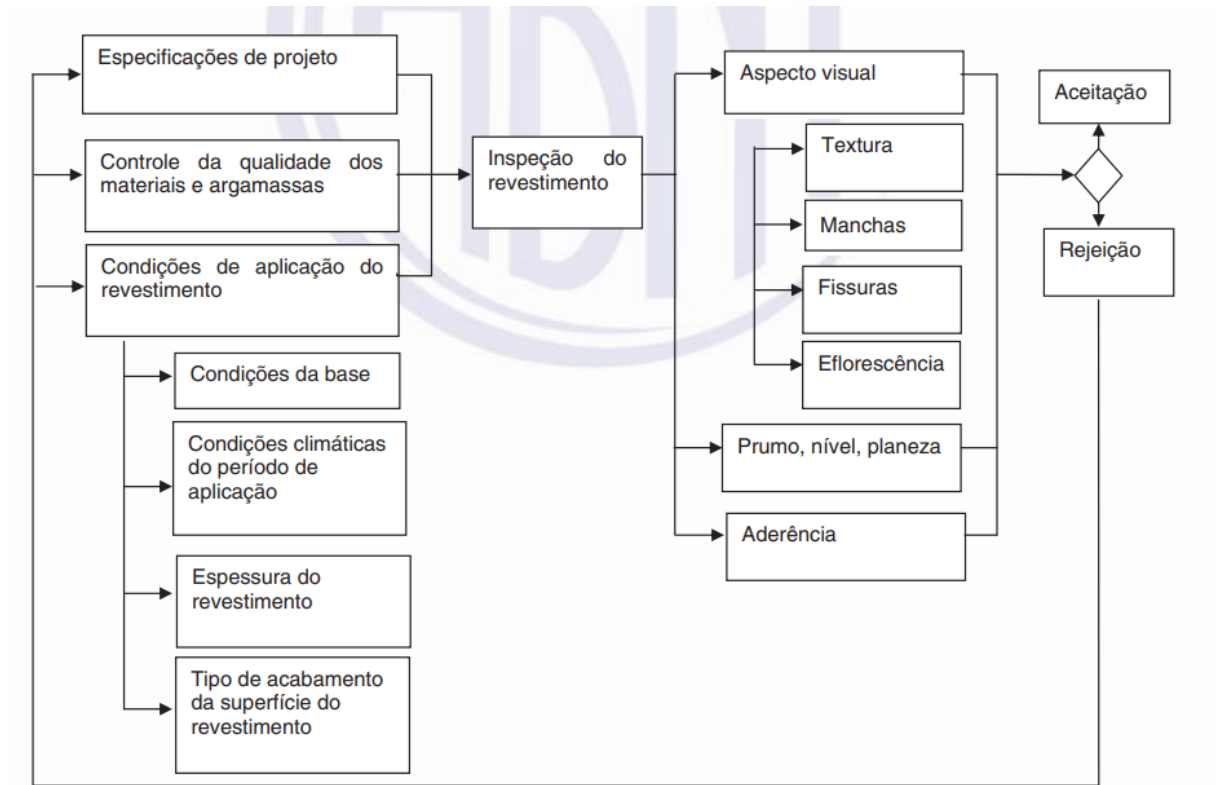 Especificações de projeto
Controle da qualidade dos
materiais e argamassas
Condições de aplicação do
revestimento
Condições da base
Condições climáticas
do período de
aplicação
Espessura do
revestimento
Tipo de acabamento
da superfície do
revestimento
Inspeção do
revestimento
Aspecto visual
Textura
Manchas
Fissuras
Eflorescência
Prumo, nível, planeza
Aderência
Aceitação
Rejeição